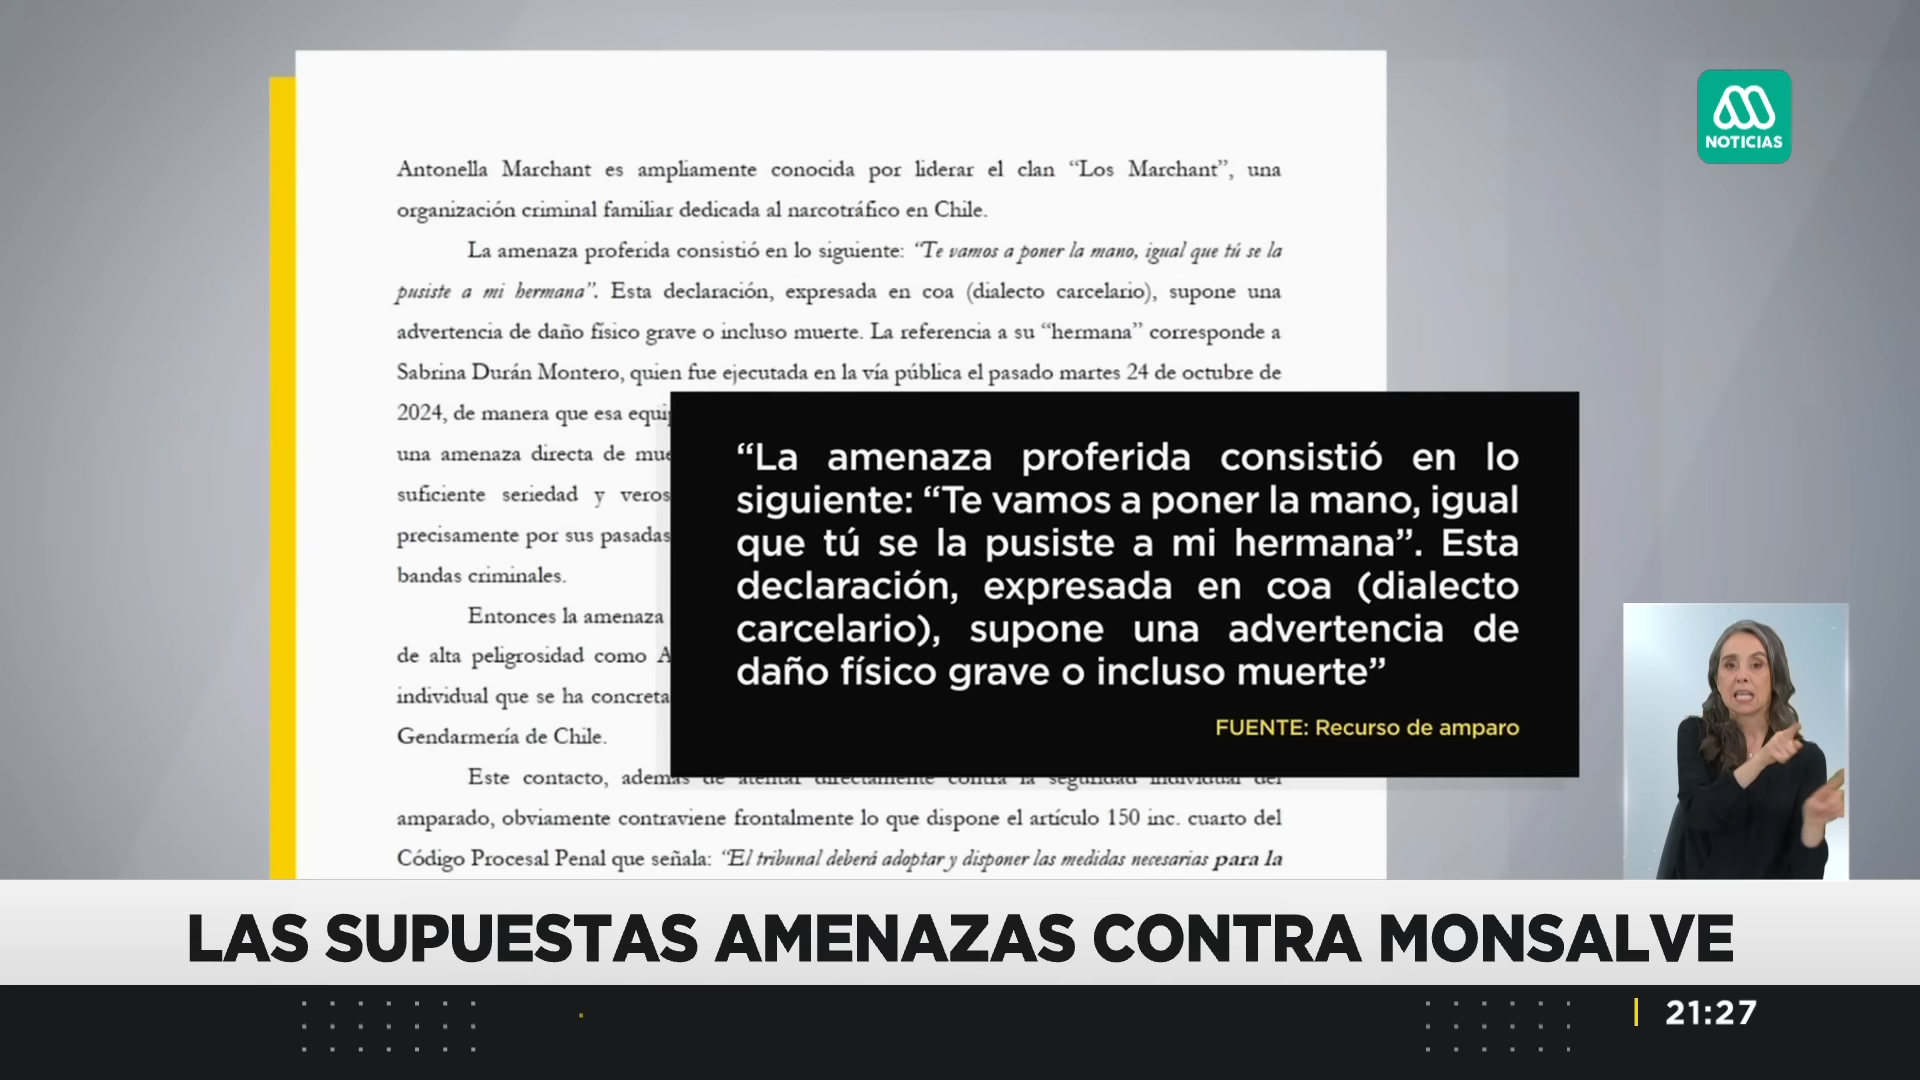 NOTICIAS
Antonella Marchant es ampliamente conocida por liderar el clan “Los Marchant”, una
organización criminal familiar dedicada al narcotráfico en Chile.
La amenaza proferida consistió en lo siguiente: “Te vamos a poner la mano, igual que tú se la
pusiste a mi hermana”. Esta declaración, expresada en coa (dialecto carcelario), supone una
advertencia de daño físico grave o incluso muerte. La referencia a su “hermana” corresponde a
Sabrina Durán Montero, quien fue ejecutada en la vía pública el pasado martes 24 de octubre de
2024, de manera que esa
una amenaza directa de
suficiente seriedad y
precisamente por sus pasadas
bandas criminales.
Entonces la amenaza
de alta peligrosidad como
individual que se ha
Gendarmería de Chile.
Este contacto, además de atentar directamente contra la seguridad individual del
amparado, obviamente contraviene frontalmente lo que dispone el artículo 150 inc. cuarto del
Código Procesal Penal que señala: “El tribunal deberá adoptar y disponer las medidas necesarias para la
“La amenaza proferida consistió en lo
siguiente: “Te vamos a poner la mano, igual
que tú se la pusiste a mi hermana”. Esta
declaración, expresada en coa (dialecto
carcelario), supone una advertencia de
daño físico grave o incluso muerte”
FUENTE: Recurso de amparo
LAS SUPUESTAS AMENAZAS CONTRA MONSALVE
21:27